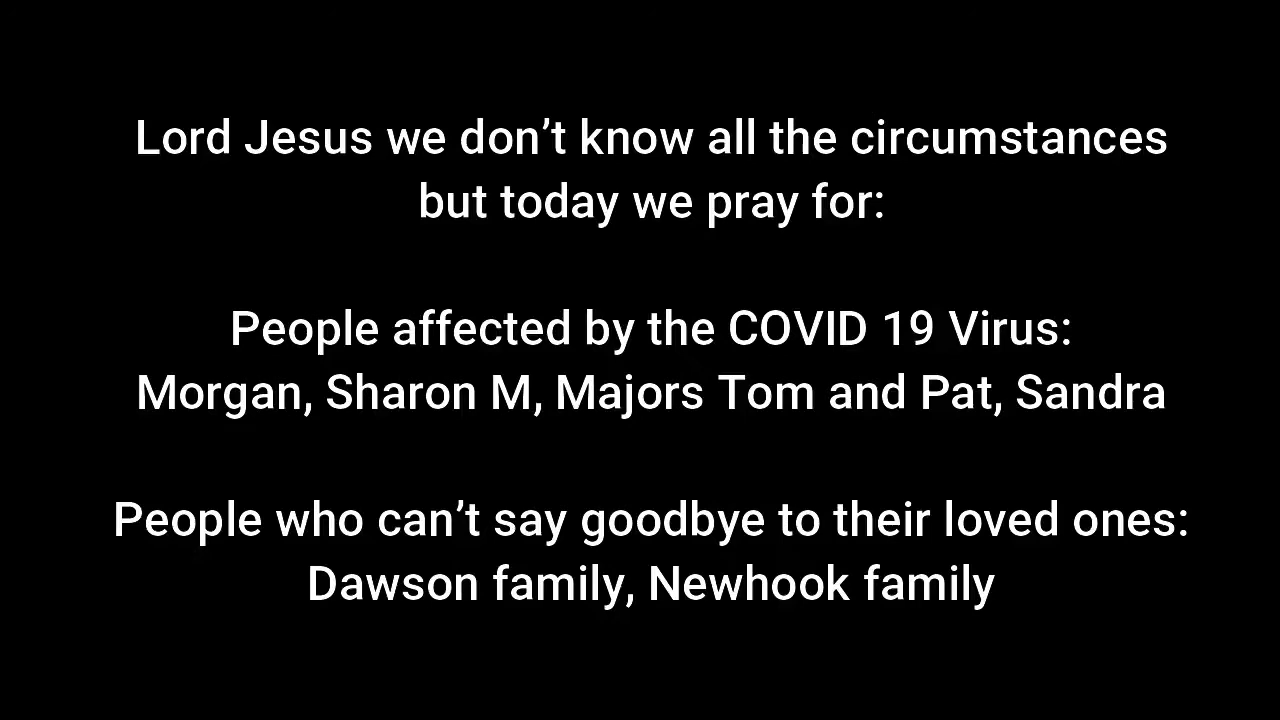 Lord Jesus we don’t know all the circumstances
but today we pray for:
People affected by the COVID 19 Virus:
Morgan, Sharon M, Majors Tom and Pat, Sandra
People who can’t say goodbye to their loved ones:
Dawson family, Newhook family